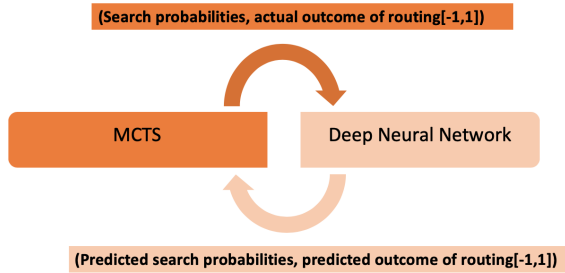 (Search probabilities, actual outcome of routing[-1,1])
MCTS
Deep Neural Network
(Predicted search probabilities, predicted outcome of routing[-1,1])